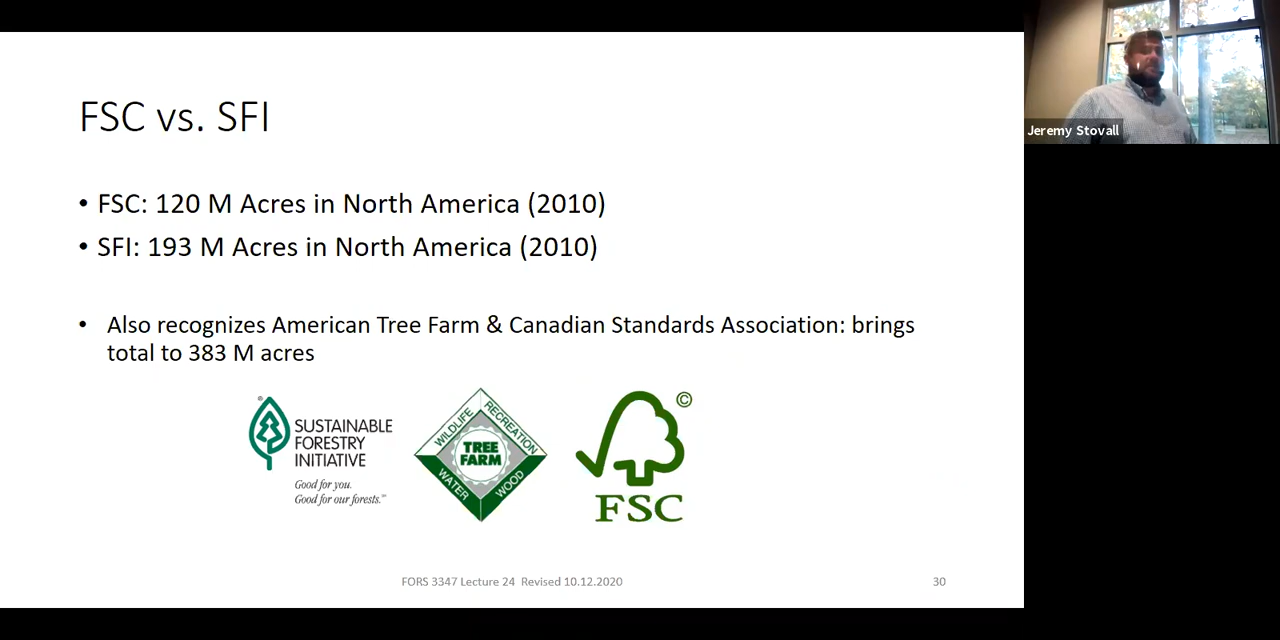 FSC vs. SFI
• FSC: 120 M Acres in North America (2010)
• SFI: 193 M Acres in North America (2010)
• Also recognizes American Tree Farm & Canadian Standards Association: brings
total to 383 M acres
®
SUSTAINABLE
FORESTRY
INITIATIVE
Good for you.
Good for our forests.℠
WILDLIFE
RECREATION
TREE
FARM
WATER
WOOD
©
FSC
FORS 3347 Lecture 24 Revised 10.12.2020
30
Jeremy Stovall